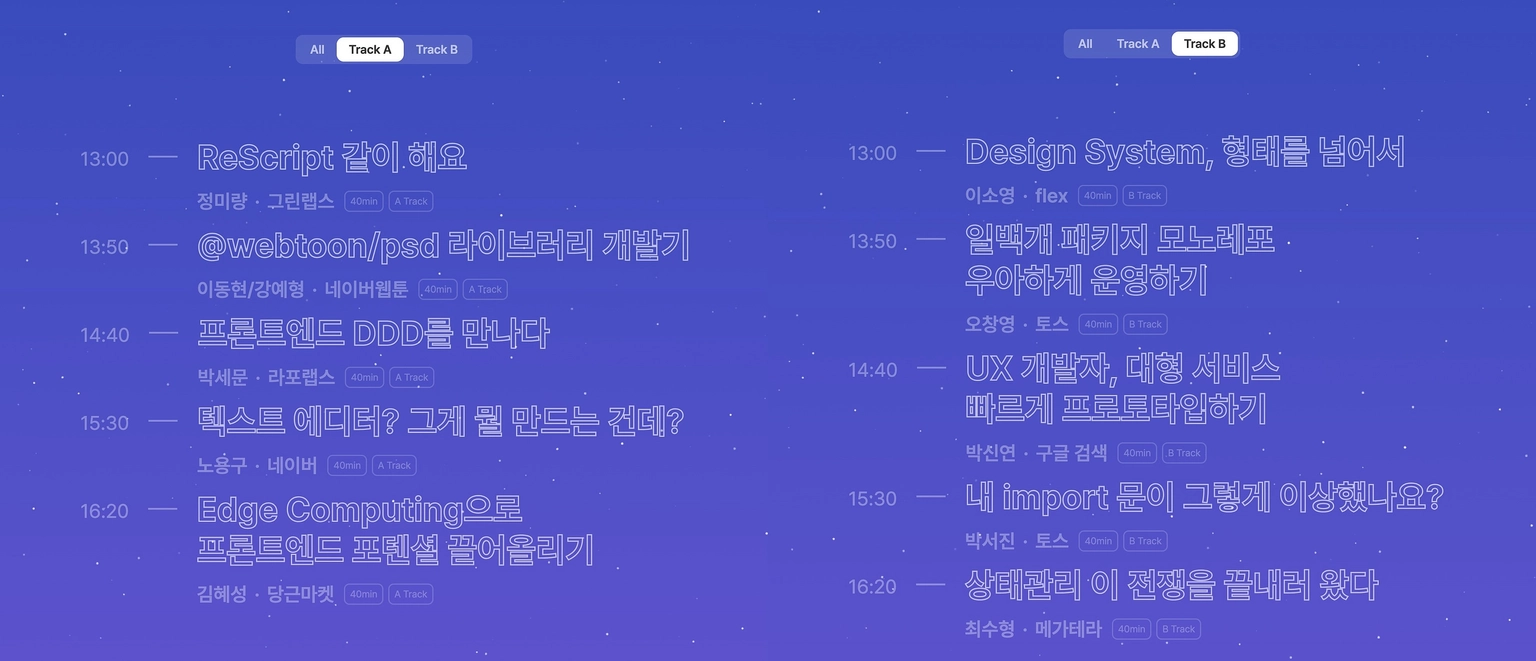 All Track A Track B
13:00 ReScript 같이 해요
정미량 · 그린랩스 40min A Track
13:50 @webtoon/psd 라이브러리 개발기
이동현/강예형 · 네이버웹툰 40min A Track
14:40 프론트엔드 DDD를 만나다
박세문 · 라포랩스 40min A Track
15:30 텍스트 에디터? 그게 뭘 만드는 건데?
노용구 · 네이버 40min A Track
16:20 Edge Computing으로
프론트엔드 포텐셜 끌어올리기
김혜성 · 당근마켓 40min A Track
All Track A Track B
13:00 Design System, 형태를 넘어서
이소영 · flex 40min B Track
13:50 일백개 패키지 모노레포
우아하게 운영하기
오창영 · 토스 40min B Track
14:40 UX 개발자, 대형 서비스
빠르게 프로토타입하기
박신연 · 구글 검색 40min B Track
15:30 내 import 문이 그렇게 이상했나요?
박서진 · 토스 40min B Track
16:20 상태관리 이 전쟁을 끝내러 왔다
최수형 · 메가테라 40min B Track